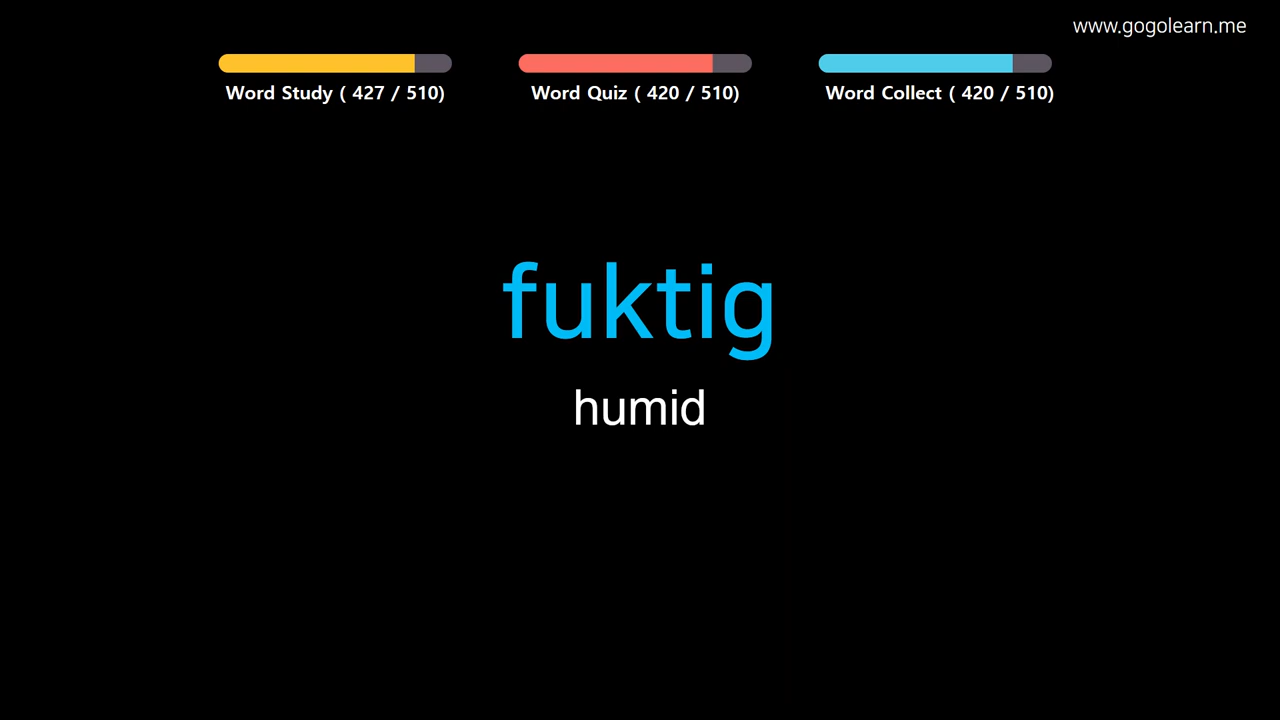 www.gogolearn.me
Word Study ( 427 / 510)
Word Quiz ( 420 / 510)
Word Collect ( 420 / 510)
fuktig
humid